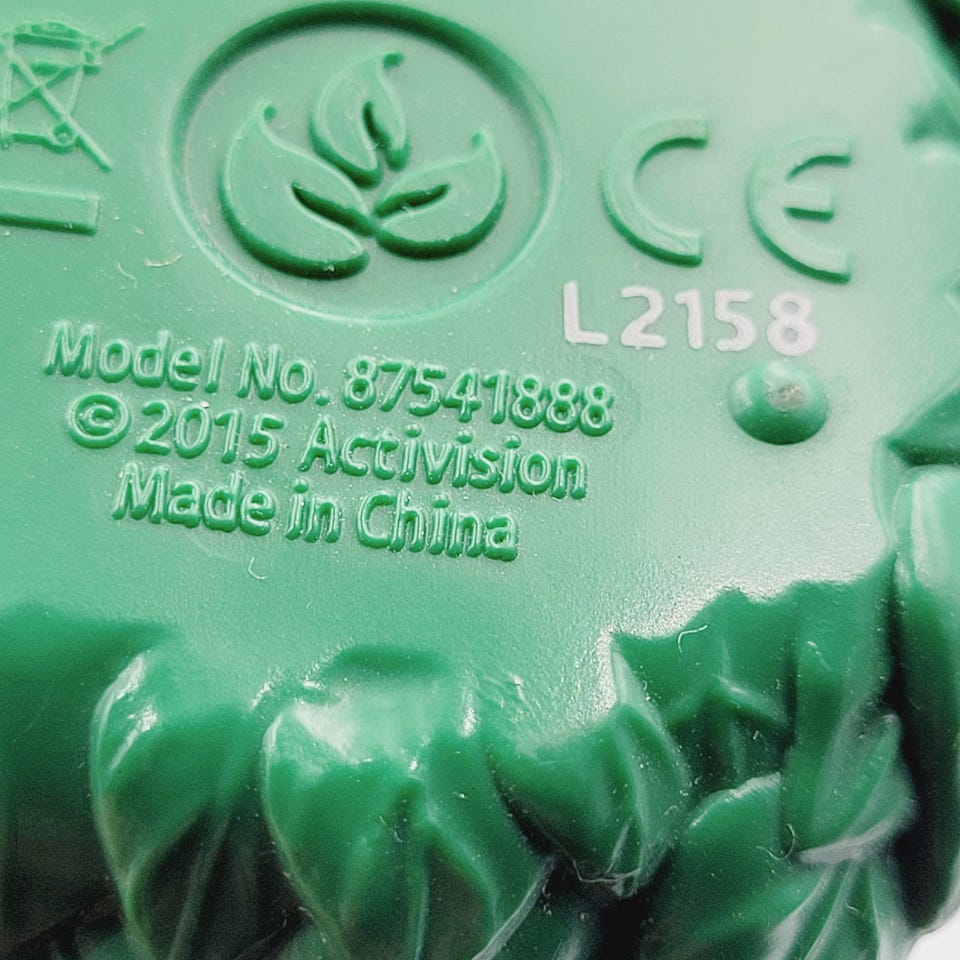 CE
L2158
Model No. 87541888
©2015 Activision
Made in China